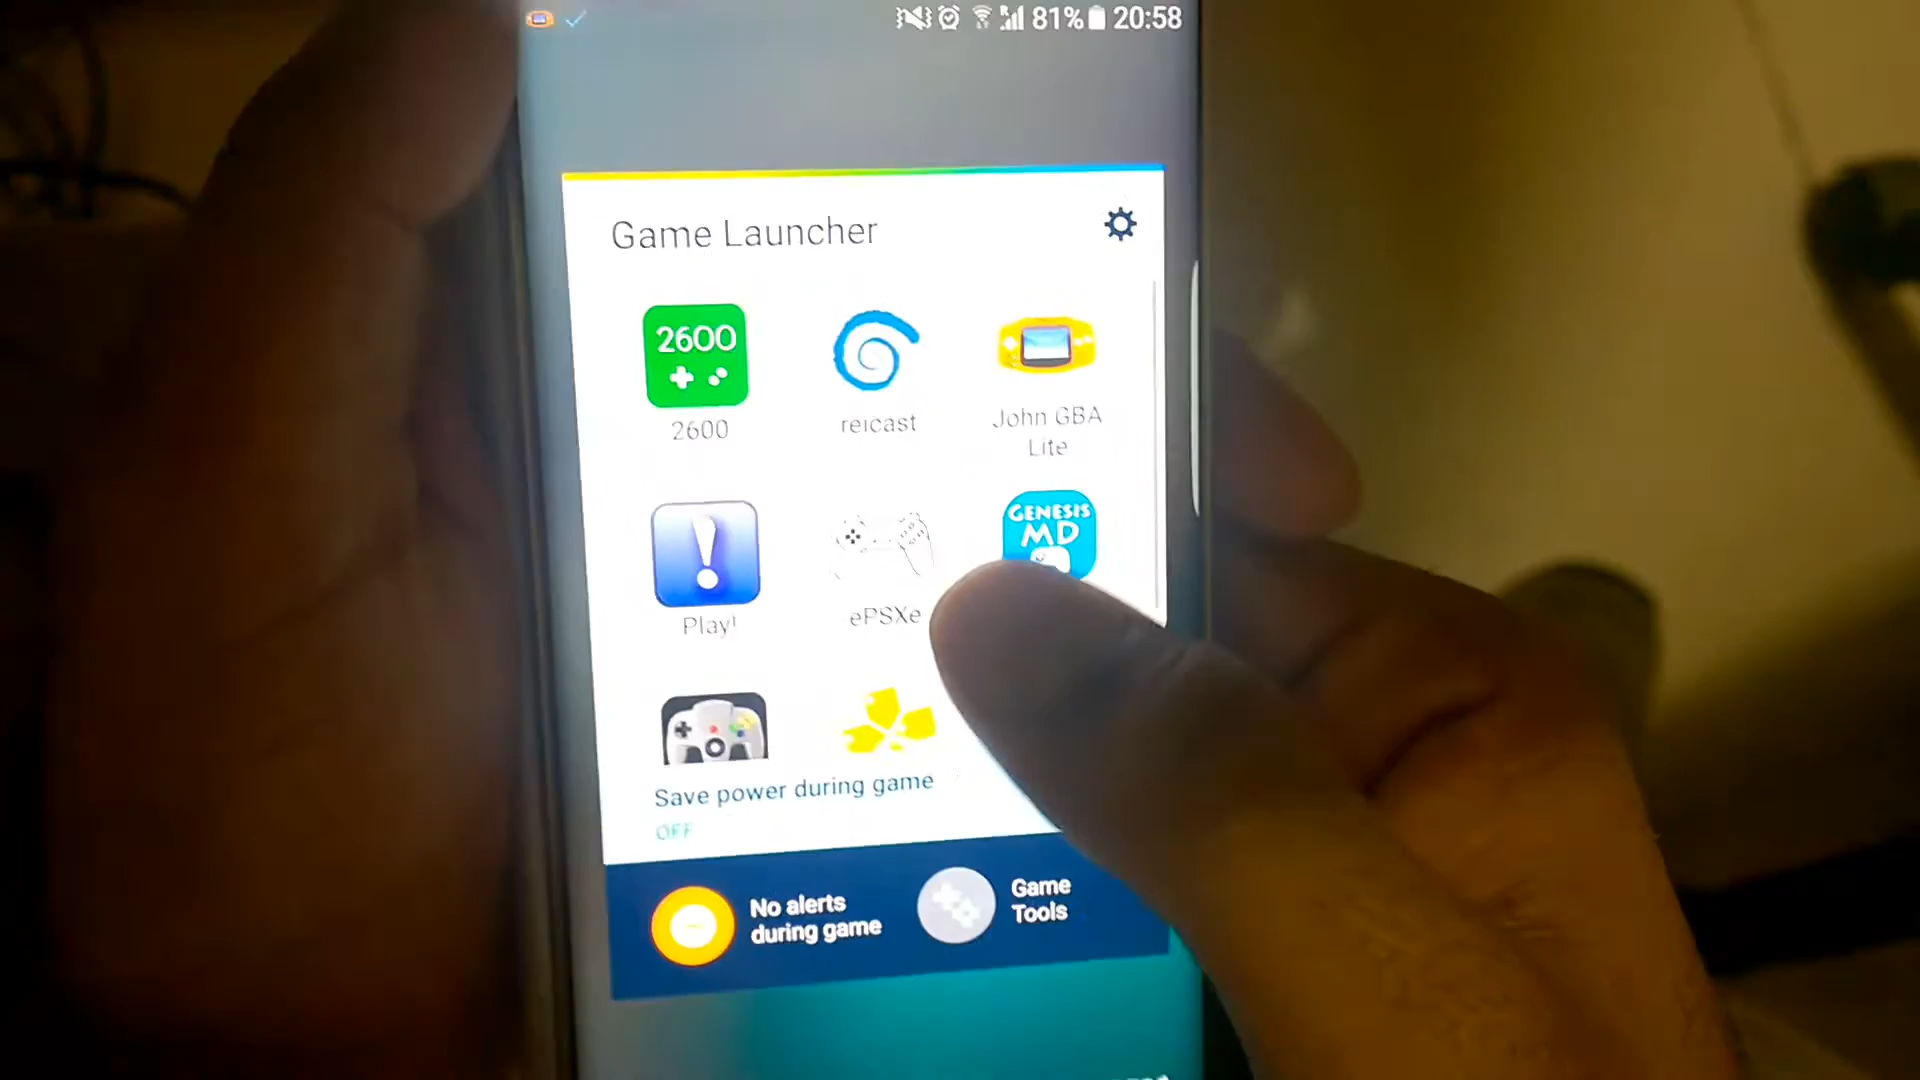 81% 20:58
Game Launcher
2600
2600
reicast
John GBA
Lite
GENESIS
MD
Play!
ePSXe
Save power during game
OFF
No alerts
during game
Game
Tools